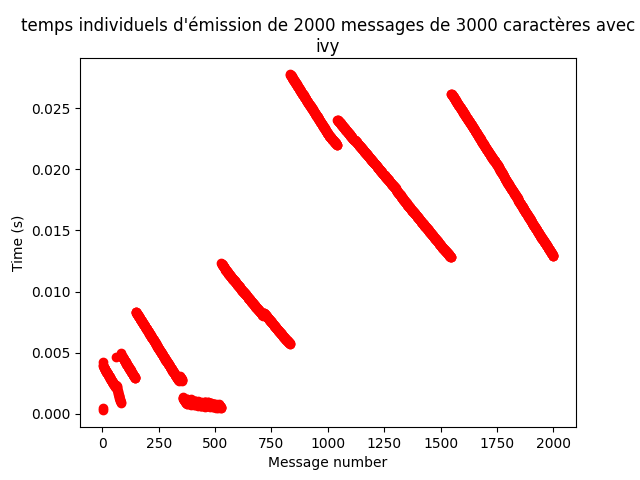 temps individuels d'émission de 2000 messages de 3000 caractères avec
ivy
0.025
0.020
0.015
0.010
0.005
0.000
Time (s)
0 250 500 750 1000 1250 1500 1750 2000
Message number